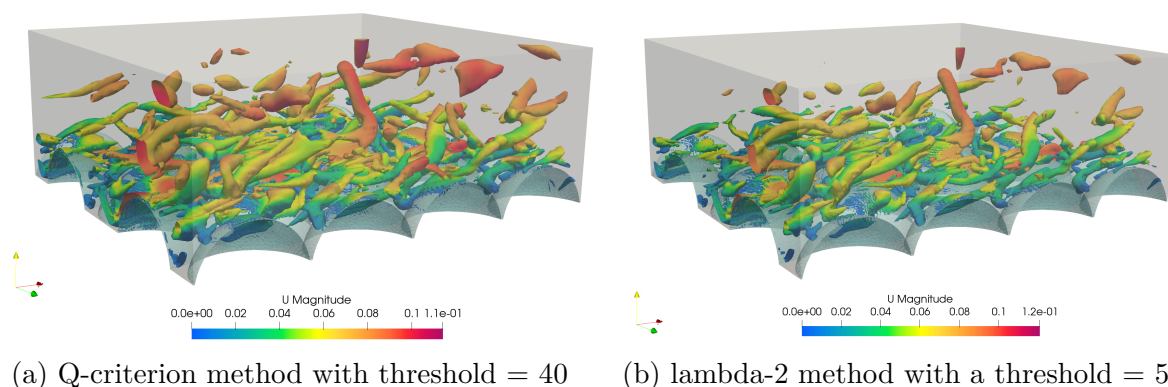 U Magnitude
0.0e+00 0.02 0.04 0.06 0.08 0.1 1.1e-01
(a) Q-criterion method with threshold = 40
U Magnitude
0.0e+00 0.02 0.04 0.06 0.08 0.1 1.2e-01
(b) lambda-2 method with a threshold = 5